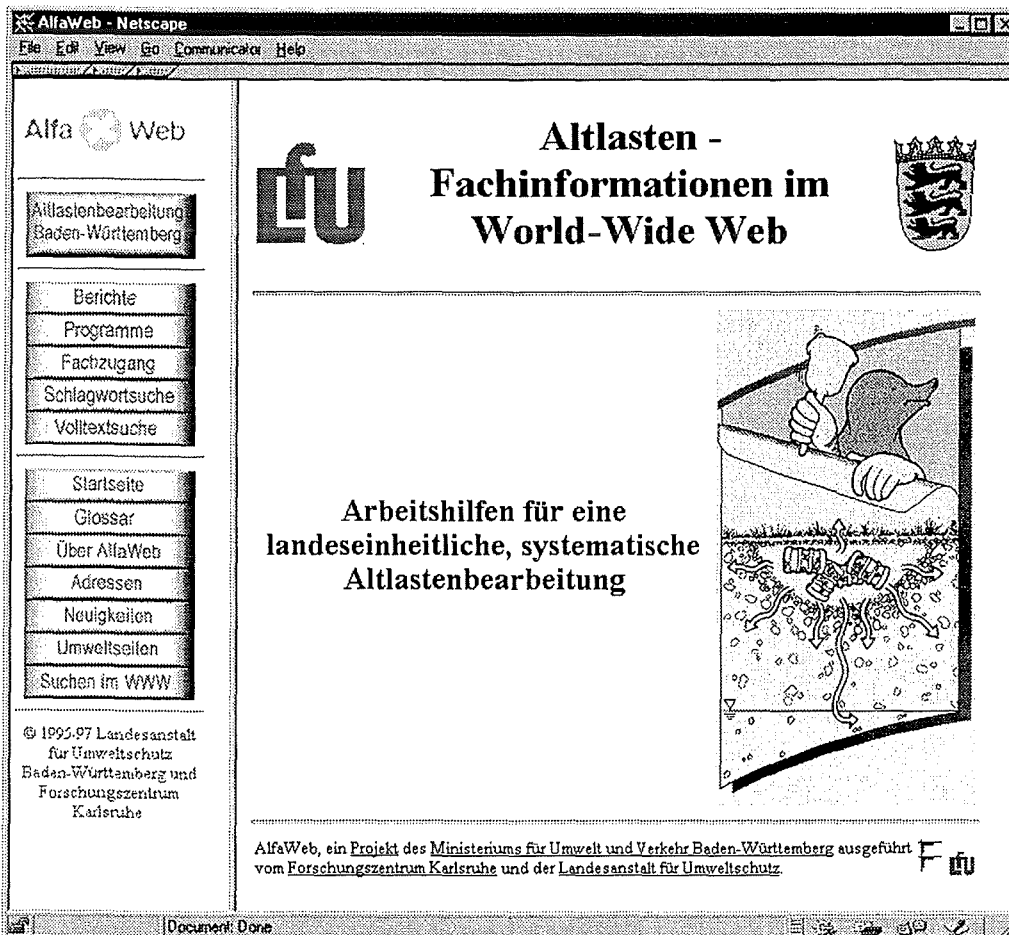 AlfaWeb - Netscape
File Edit View Go Communicator Help
Alfa Web
Altlastenbearbeitung
Baden-Württemberg
Berichte
Programme
Fachzugang
Schlagwortsuche
Volltextsuche
Startseite
Glossar
Über AlfaWeb
Adressen
Neuigkeiten
Umweltseiten
Suchen im WWW
© 1995-97 Landesanstalt
für Umweltschutz
Baden-Württemberg und
Forschungszentrum
Karlsruhe
LfU
Altlasten -
Fachinformationen im
World-Wide Web
Arbeitshilfen für eine
landeseinheitliche, systematische
Altlastenbearbeitung
AlfaWeb, ein Projekt des Ministeriums für Umwelt und Verkehr Baden-Württemberg ausgeführt
vom Forschungszentrum Karlsruhe und der Landesanstalt für Umweltschutz.
LfU
Document: Done